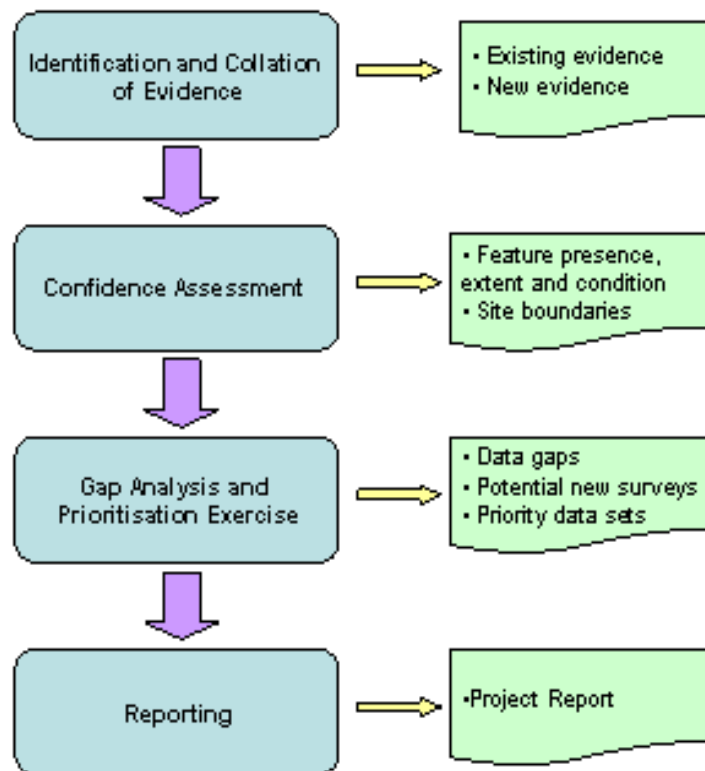 Identification and Collation
of Evidence
• Existing evidence
• New evidence
Confidence Assessment
• Feature presence,
extent and condition
• Site boundaries
Gap Analysis and
Prioritisation Exercise
• Data gaps
• Potential new surveys
• Priority data sets
Reporting
•Project Report